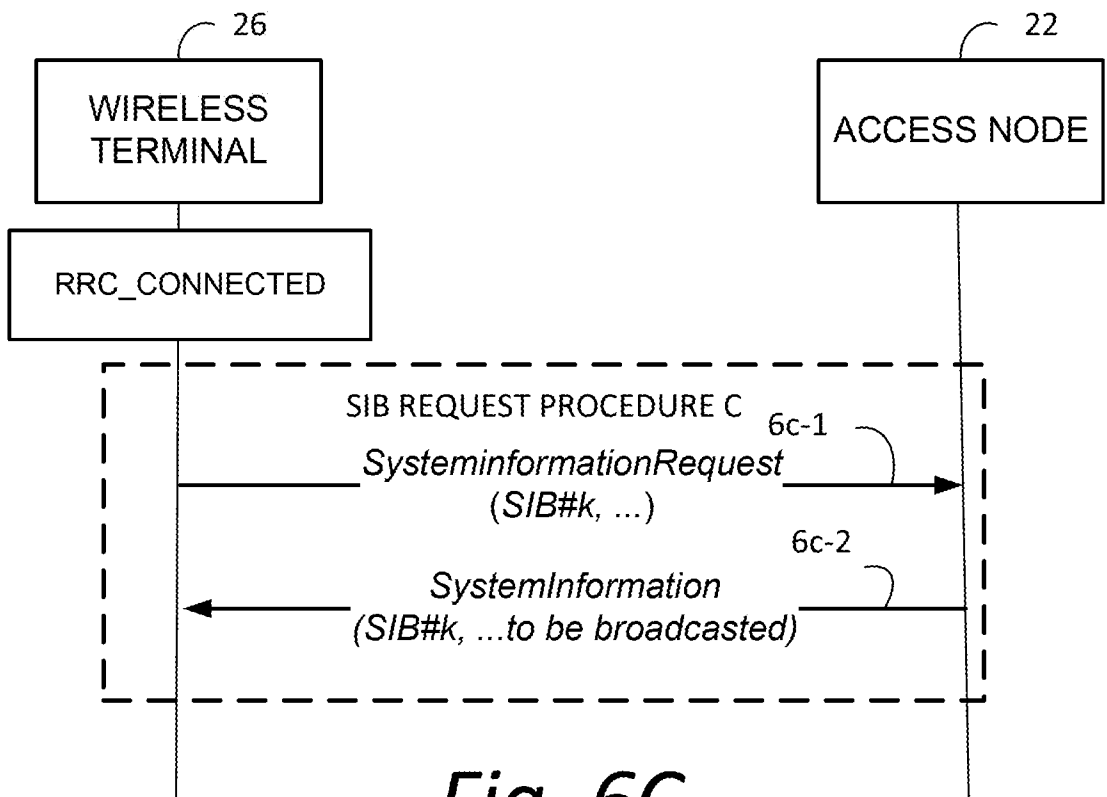 26
22
WIRELESS
TERMINAL
ACCESS NODE
RRC_CONNECTED
SIB REQUEST PROCEDURE C
6c-1
SysteminformationRequest
(SIB#k, ...)
6c-2
SystemInformation
(SIB#k, ...to be broadcasted)
Fig. 6C